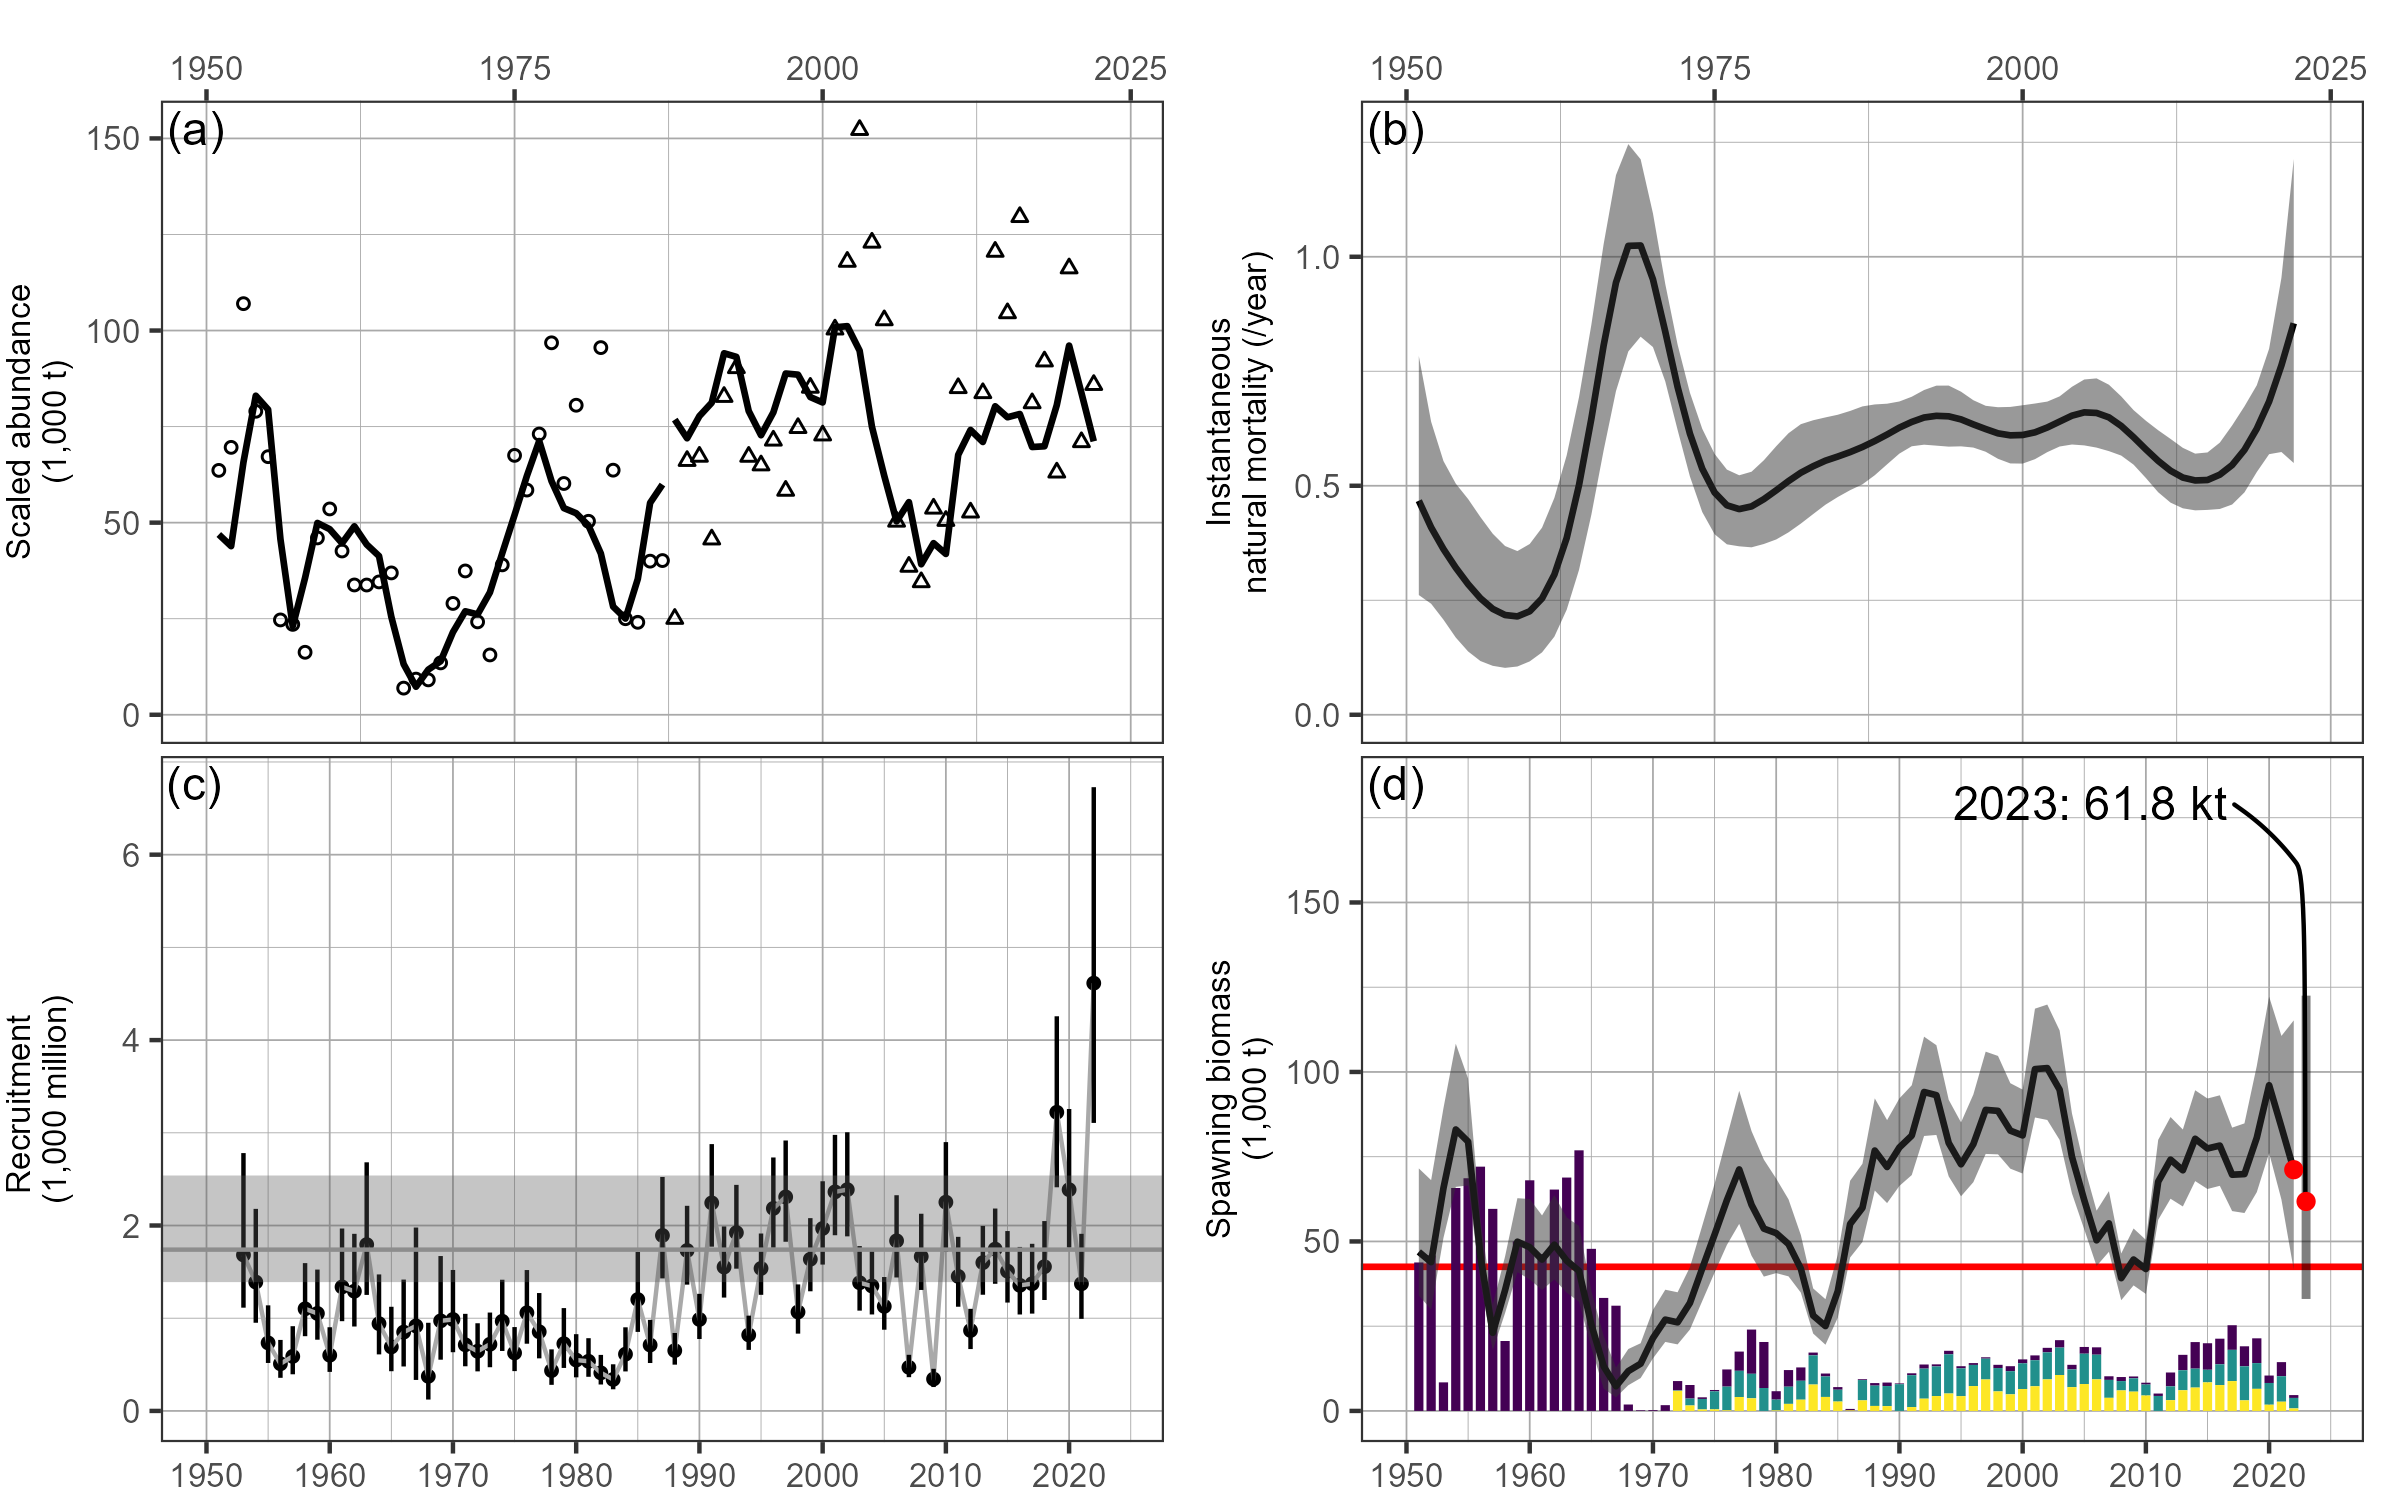 1950 1975 2000 2025
(a)
150
100
50
0
Scaled abundance
(1,000 t)
1950 1975 2000 2025
(b)
1.0
0.5
0.0
Instantaneous
natural mortality (/year)
(c)
6
4
2
0
Recruitment
(1,000 million)
1950 1960 1970 1980 1990 2000 2010 2020
(d)
2023: 61.8 kt
150
100
50
0
Spawning biomass
(1,000 t)
1950 1960 1970 1980 1990 2000 2010 2020